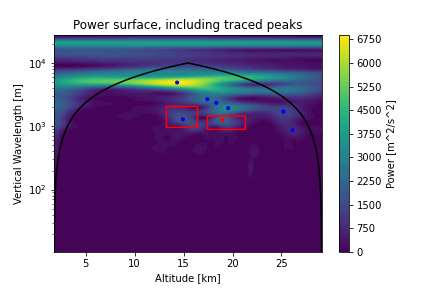 Power surface, including traced peaks
Vertical Wavelength [m]
10^4
10^3
10^2
5 10 15 20 25
Altitude [km]
6750
6000
5250
4500
3750
3000
2250
1500
750
0
Power [m^2/s^2]